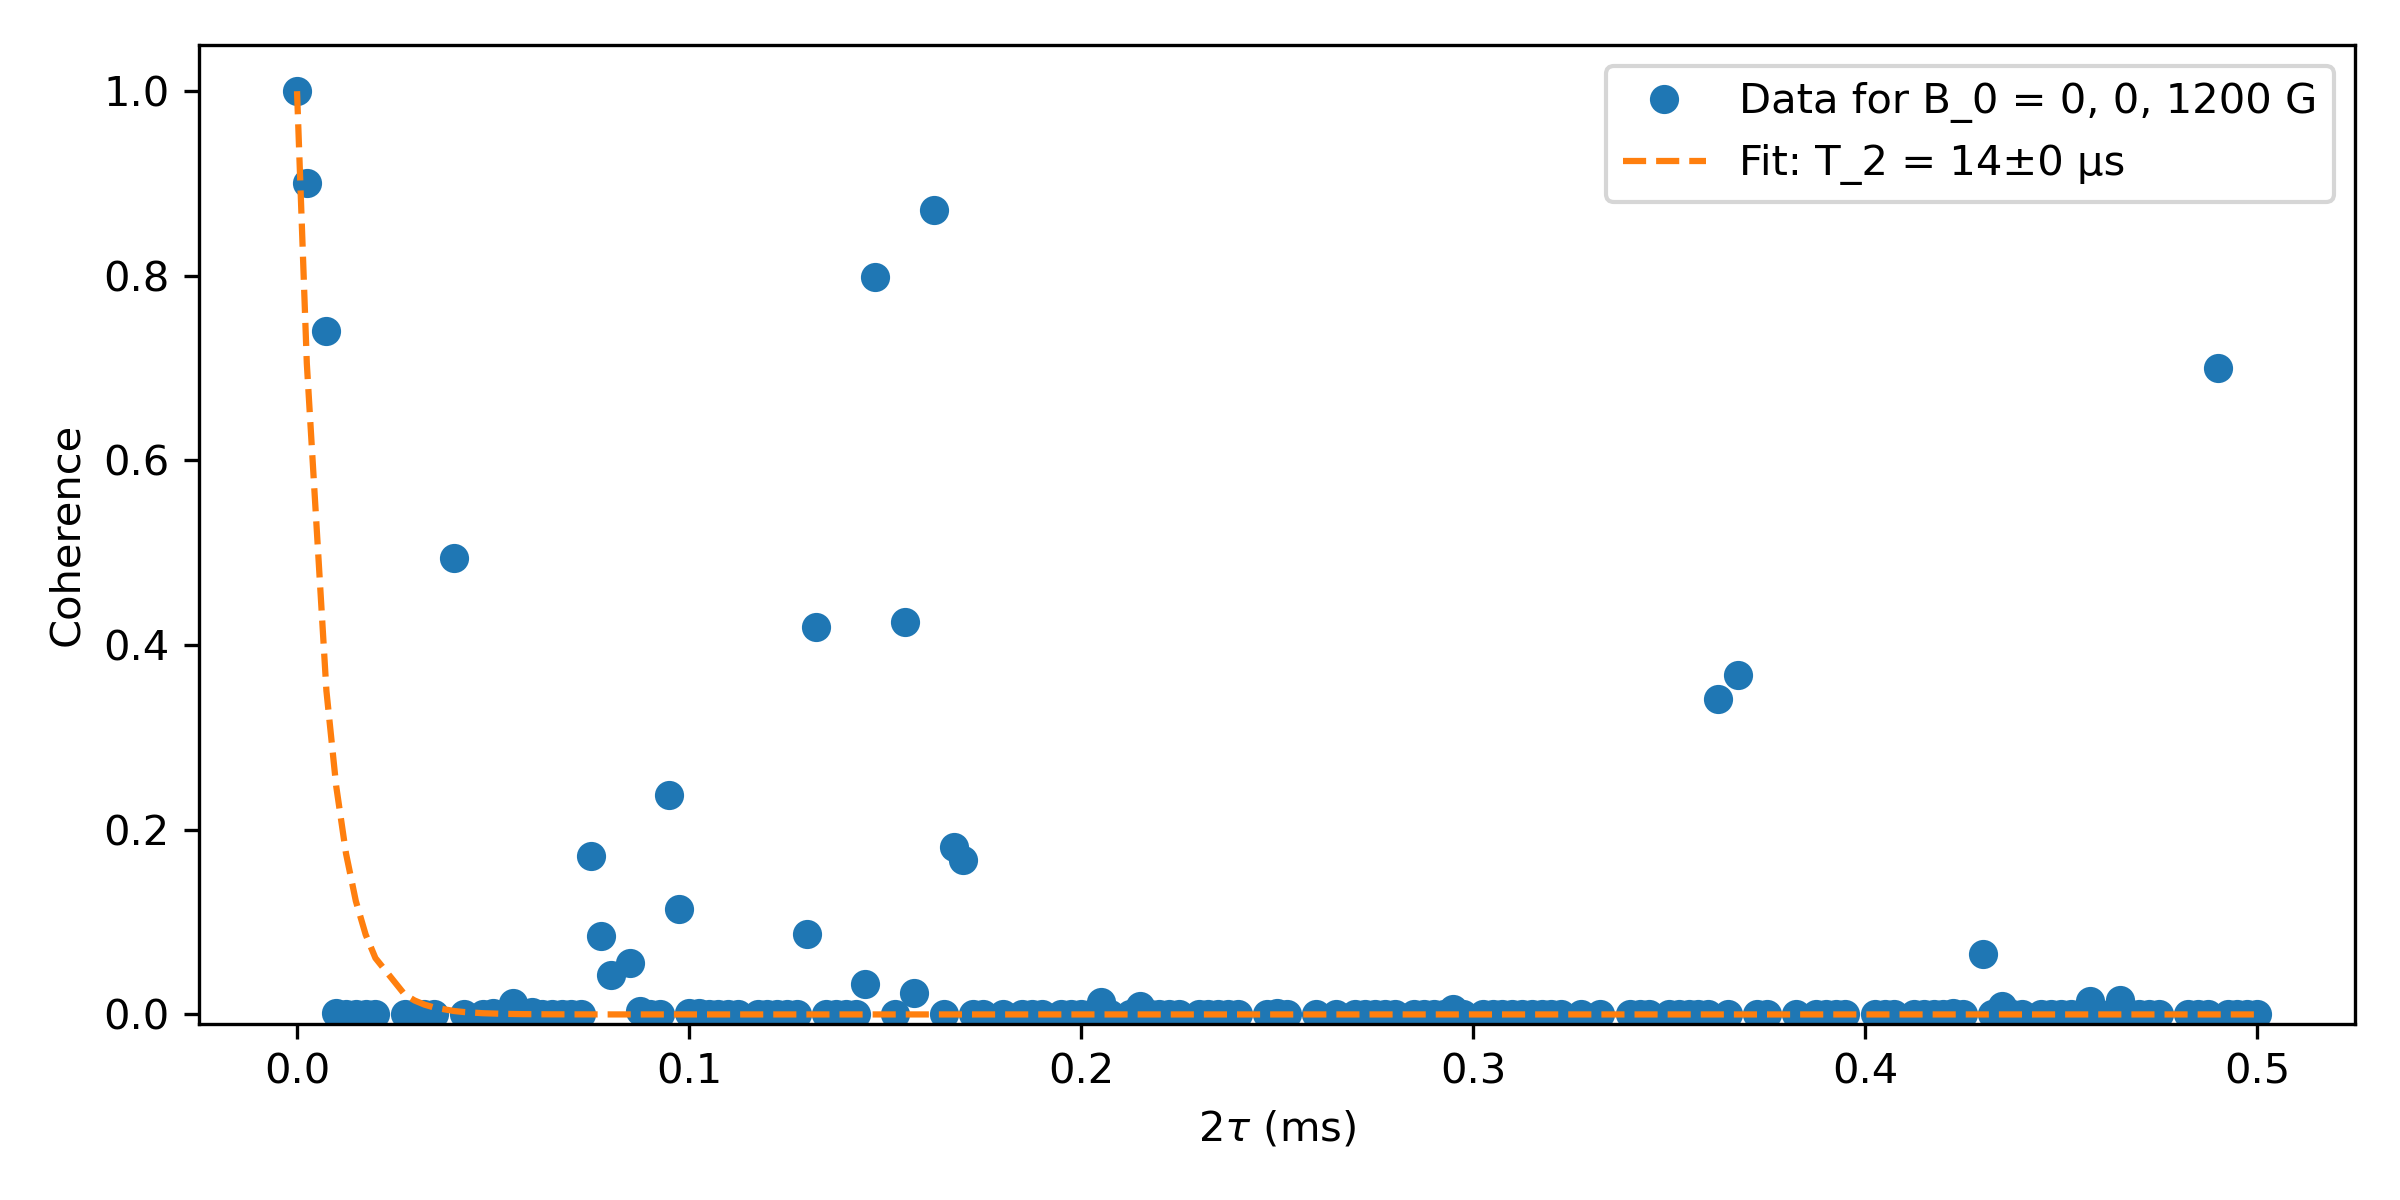 Data for B_0 = 0, 0, 1200 G
Fit: T_2 = 14±0 μs
1.0
0.8
0.6
0.4
0.2
0.0
Coherence
0.0 0.1 0.2 0.3 0.4 0.5
2τ (ms)